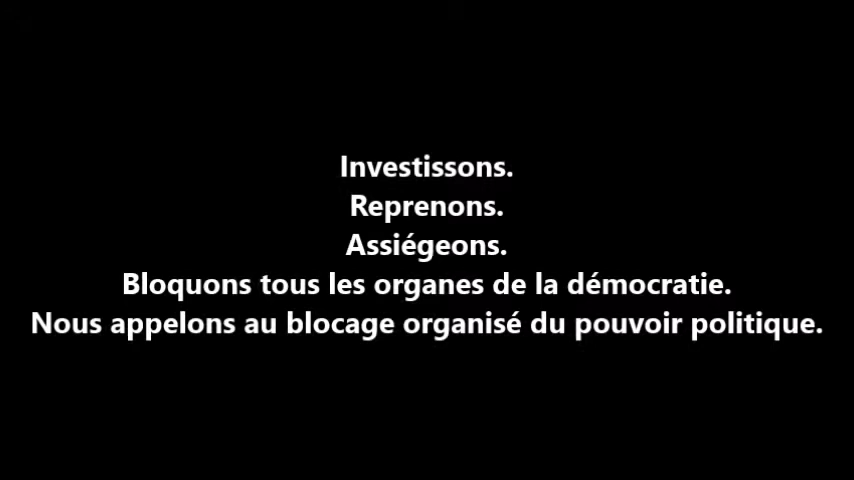 Investissons.
Reprenons.
Assiégeons.
Bloquons tous les organes de la démocratie.
Nous appelons au blocage organisé du pouvoir politique.